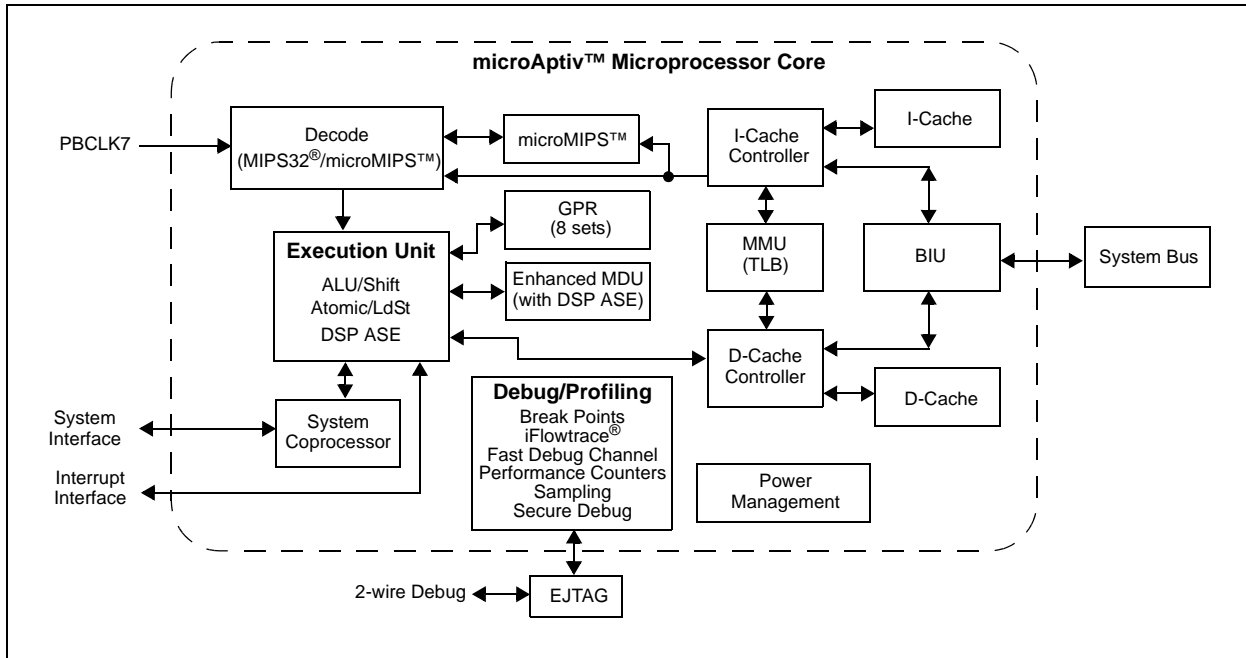 microAptiv™ Microprocessor Core
PBCLK7
Decode
(MIPS32®/microMIPS™)
microMIPS™
I-Cache
Controller
I-Cache
GPR
(8 sets)
Execution Unit
ALU/Shift
Atomic/LdSt
DSP ASE
Enhanced MDU
(with DSP ASE)
MMU
(TLB)
BIU
System Bus
D-Cache
Controller
D-Cache
Debug/Profiling
Break Points
iFlowtrace®
Fast Debug Channel
Performance Counters
Sampling
Secure Debug
System
Interface
System
Coprocessor
Interrupt
Interface
Power
Management
2-wire Debug
EJTAG